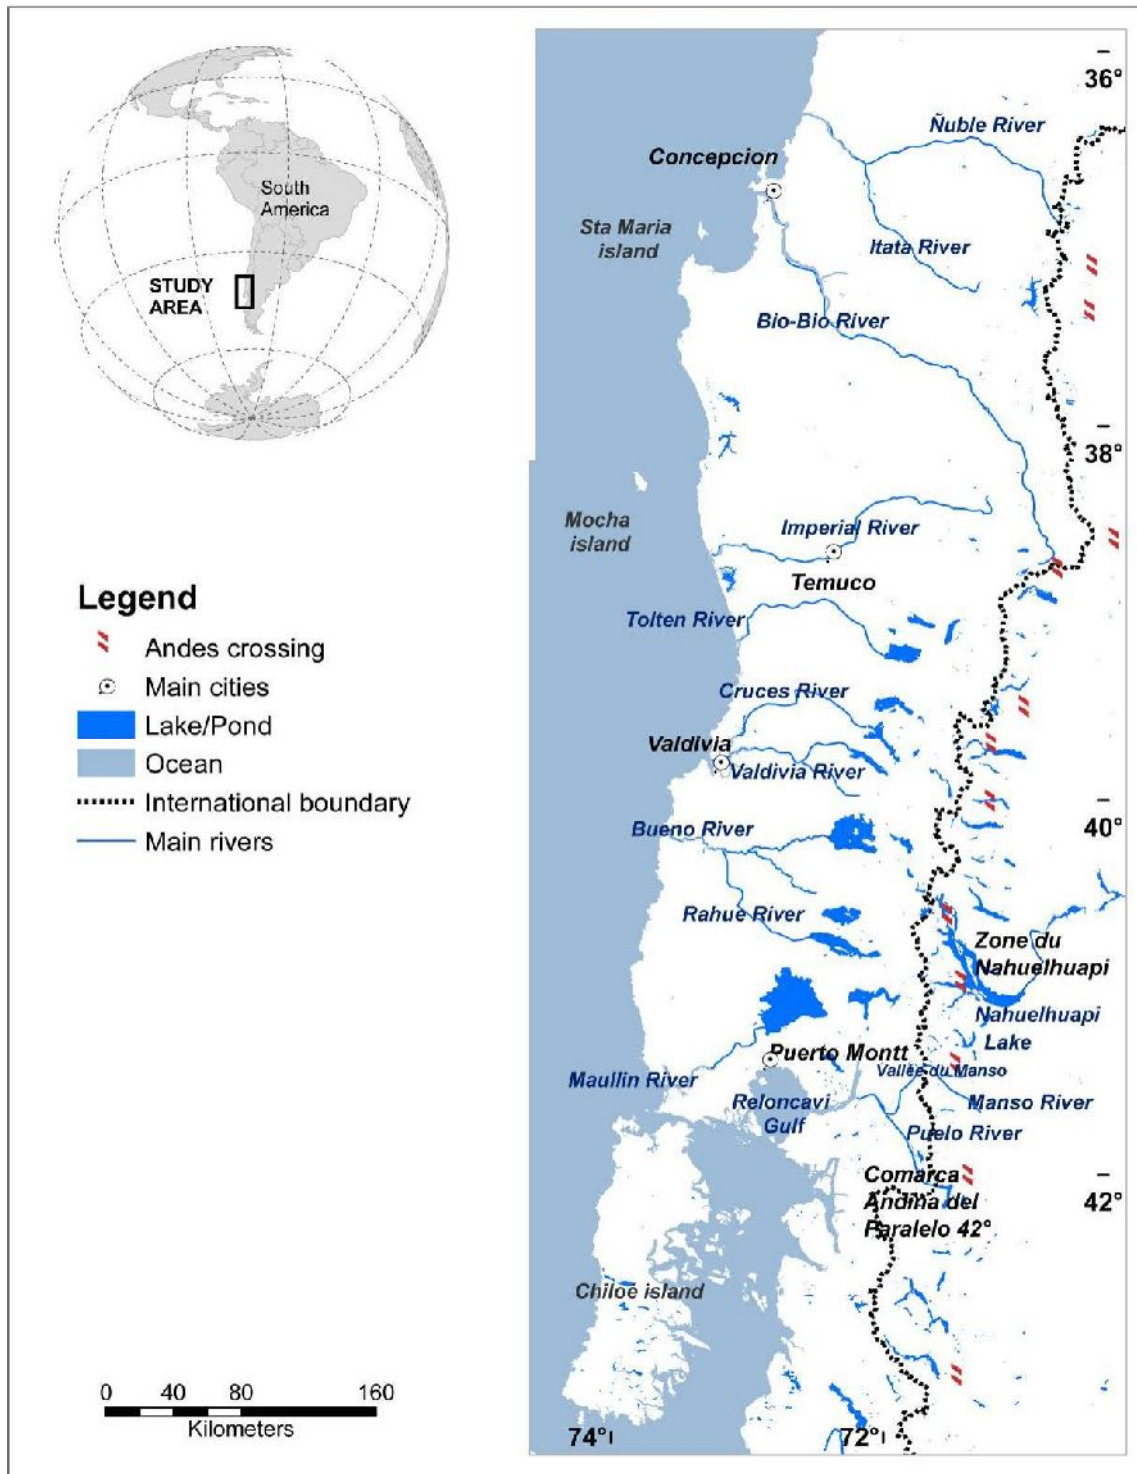 South
America
STUDY
AREA
Legend
Andes crossing
Main cities
Lake/Pond
Ocean
International boundary
Main rivers
0 40 80 160
Kilometers
36°
Ñuble River
Concepcion
Sta Maria
island
Itata River
Bio-Bio River
38°
Mocha
island
Imperial River
Temuco
Tolten River
Cruces River
Valdivia
Valdivia River
Bueno River
40°
Rahue River
Zone du
Nahuelhuapi
Nahuelhuapi
Lake
Puerto Montt
Vallée du Manso
Maullin River
Reloncavi
Gulf
Manso River
Puelo River
Comarca
Andina del
Paralelo 42°
42°
Chiloe island
74°
72°